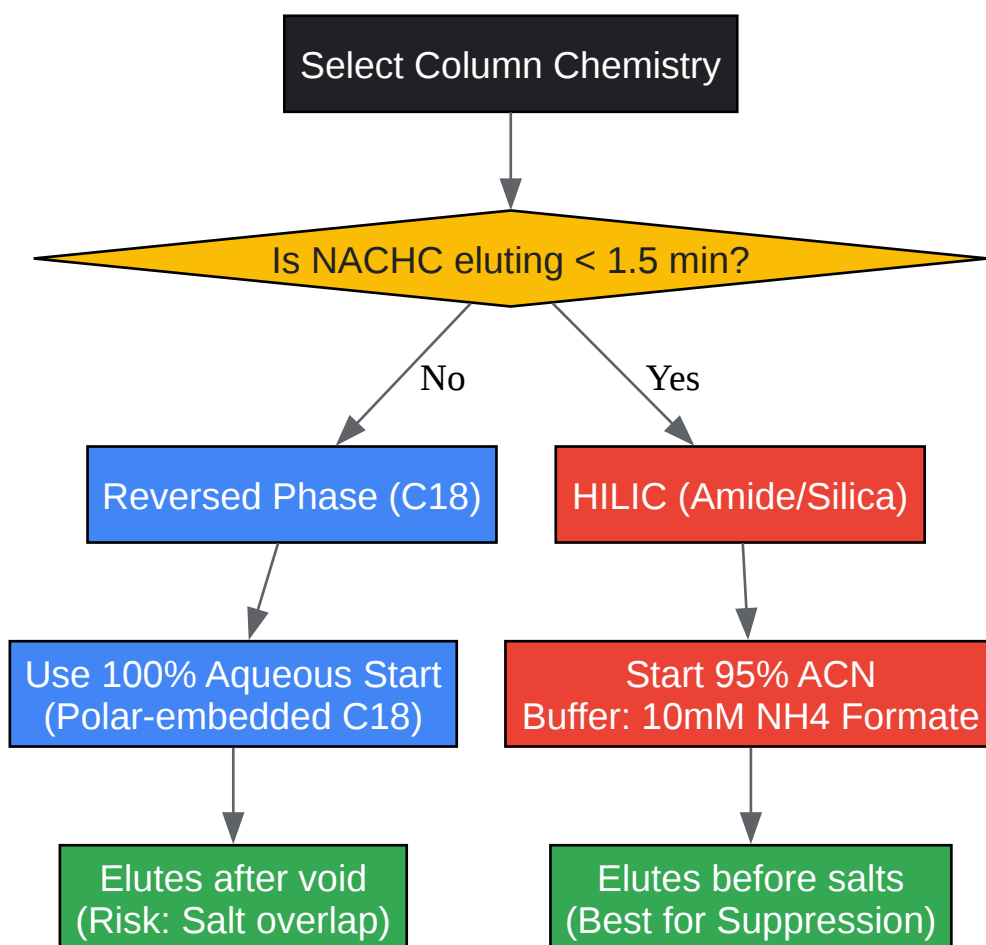 Select Column Chemistry
Is NACHC eluting < 1.5 min?
No
Yes
Reversed Phase (C18)
HILIC (Amide/Silica)
Use 100% Aqueous Start
(Polar-embedded C18)
Start 95% ACN
Buffer: 10mM NH4 Formate
Elutes after void
(Risk: Salt overlap)
Elutes before salts
(Best for Suppression)